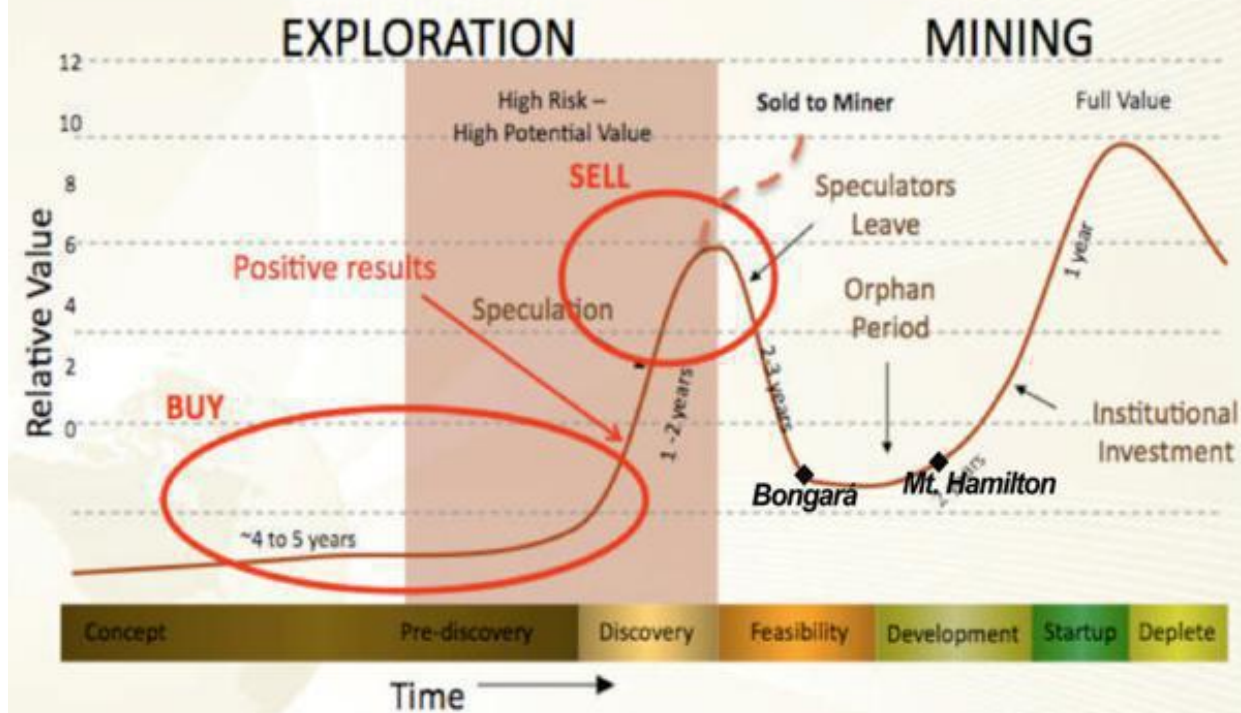 EXPLORATION
MINING
12
10
8
6
4
2
0
Relative Value
High Risk –
High Potential Value
Sold to Miner
Full Value
SELL
Speculators
Leave
Positive results
Speculation
Orphan
Period
1 year
BUY
1 -2 years
2-3 years
Institutional
Investment
Bongará
Mt. Hamilton
~4 to 5 years
Concept
Pre-discovery
Discovery
Feasibility
Development
Startup
Deplete
Time